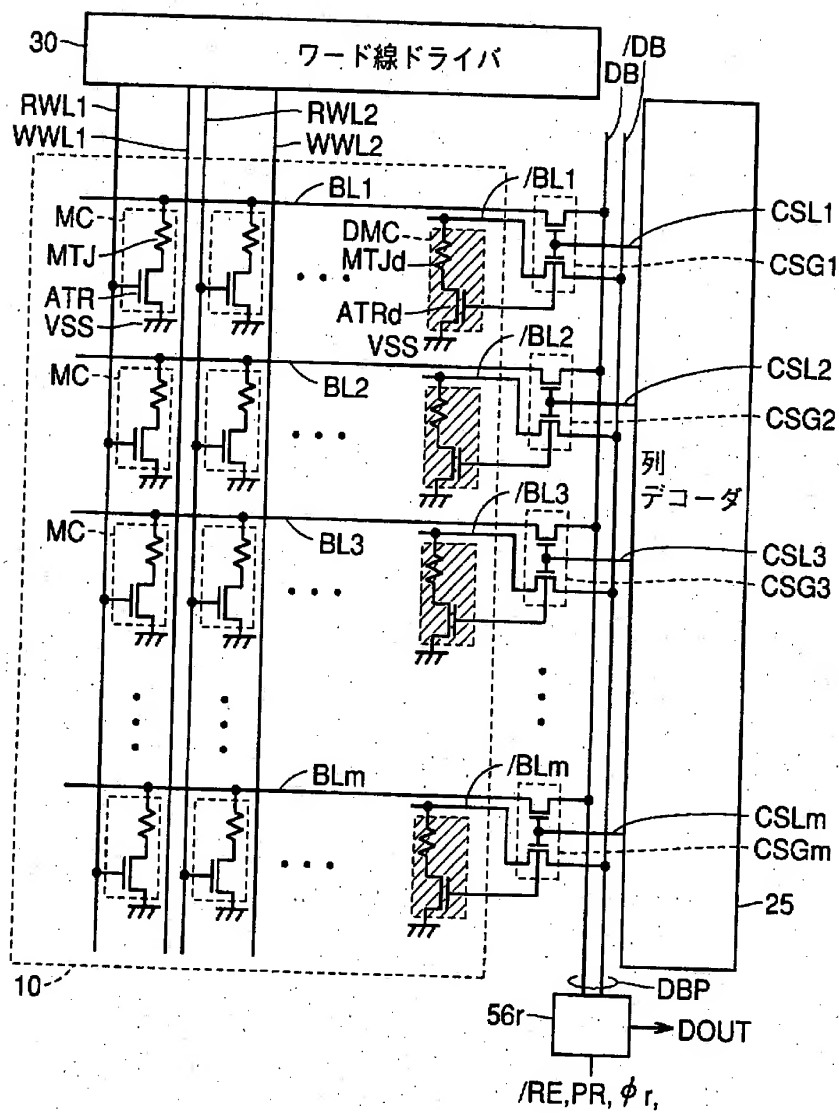 30
ワード線ドライバ
/DB
DB
RWL1
WWL1
RWL2
WWL2
BL1
/BL1
MC
MTJ
ATR
VSS
DMC
MTJd
ATRd
VSS
CSL1
CSG1
/BL2
MC
BL2
CSL2
CSG2
列
デコーダ
/BL3
MC
BL3
CSL3
CSG3
BLm
/BLm
CSLm
CSGm
25
10
DBP
56r
DOUT
/RE,PR, φr,